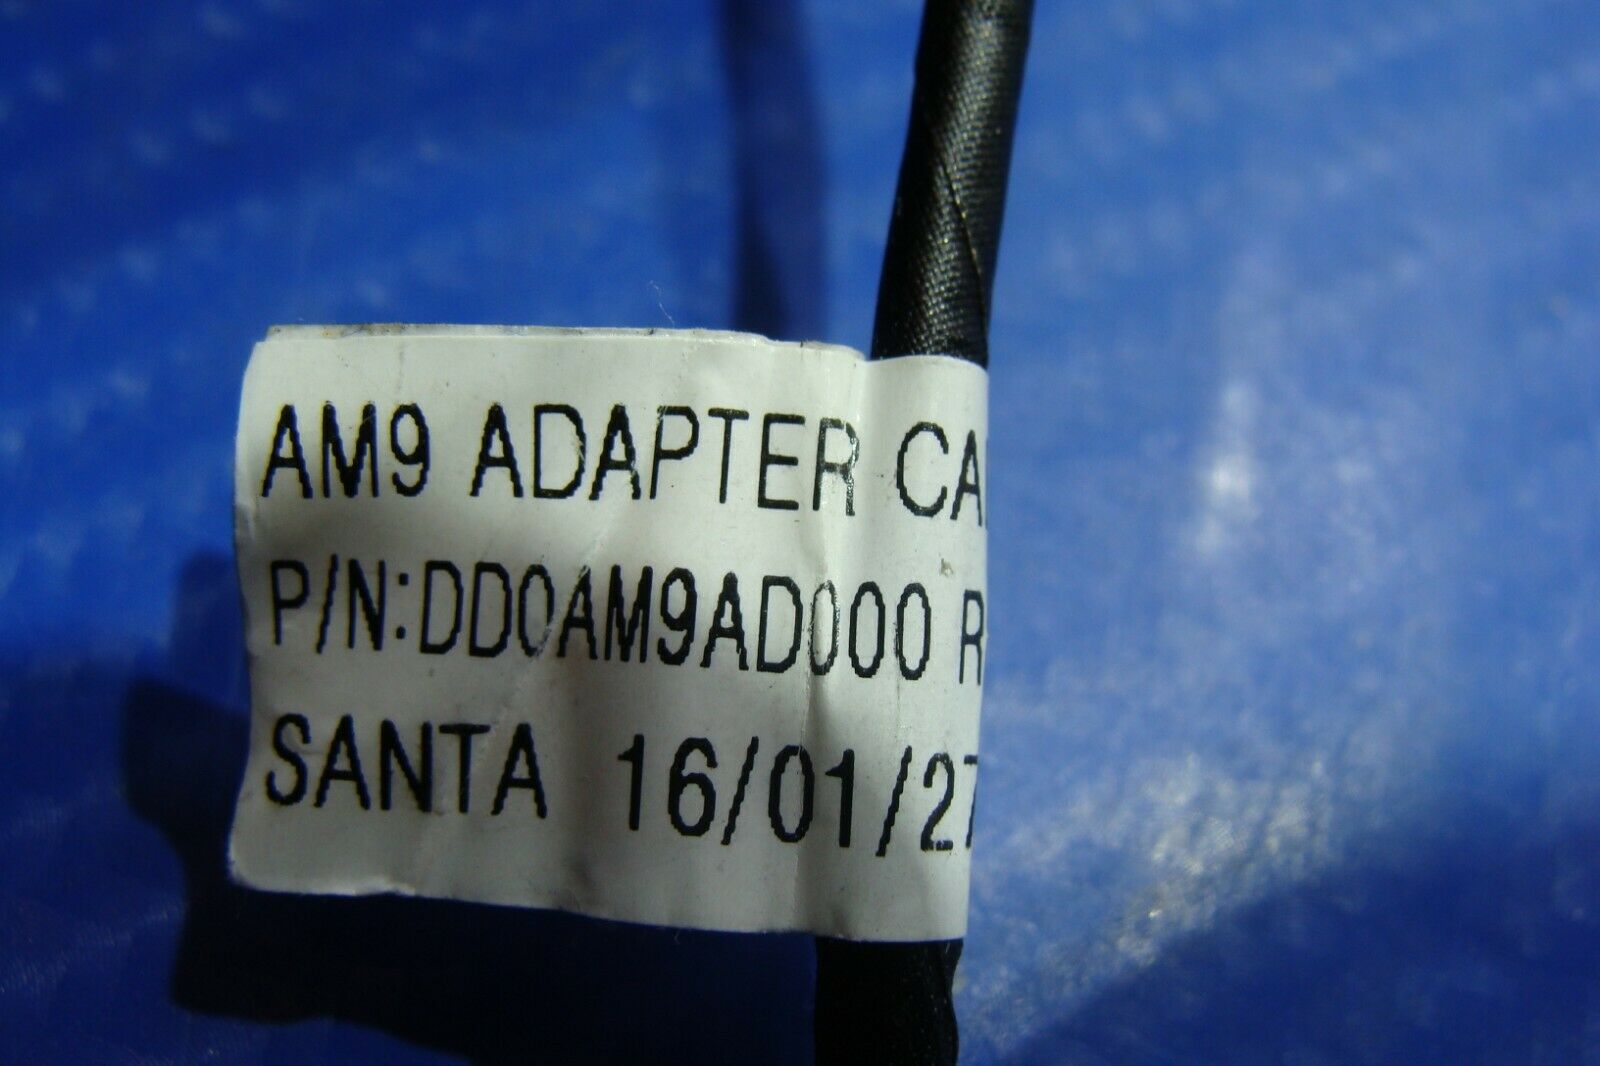 AM9 ADAPTER CA
P/N:DD0AM9AD000 R
SANTA 16/01/27